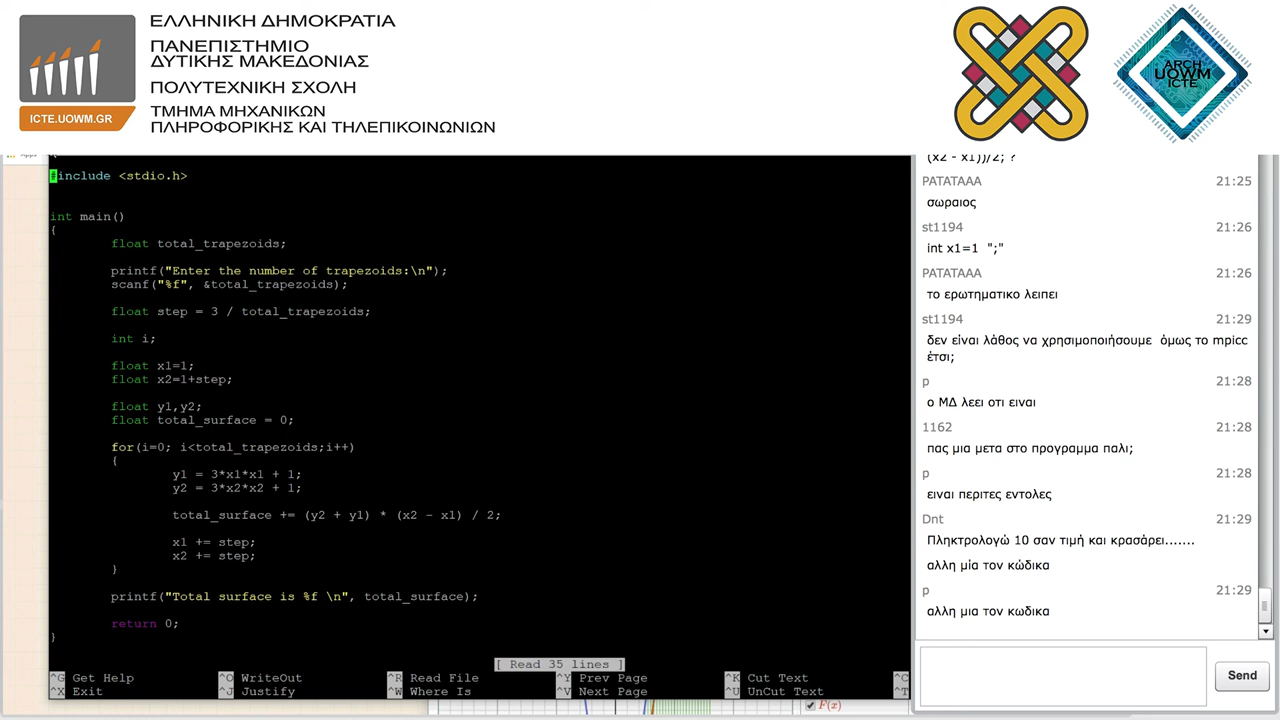 ΕΛΛΗΝΙΚΗ ΔΗΜΟΚΡΑΤΙΑ
ΠΑΝΕΠΙΣΤΗΜΙΟ
ΔΥΤΙΚΗΣ ΜΑΚΕΔΟΝΙΑΣ
ΠΟΛΥΤΕΧΝΙΚΗ ΣΧΟΛΗ
ΤΜΗΜΑ ΜΗΧΑΝΙΚΩΝ
ΠΛΗΡΟΦΟΡΙΚΗΣ ΚΑΙ ΤΗΛΕΠΙΚΟΙΝΩΝΙΩΝ
ICTE.UOWM.GR
ARCH
UOWM
ICTE
#include <stdio.h>
int main()
{
float total_trapezoids;
printf("Enter the number of trapezoids:\n");
scanf("%f", &total_trapezoids);
float step = 3 / total_trapezoids;
int i;
float x1=1;
float x2=1+step;
float y1,y2;
float total_surface = 0;
for(i=0; i<total_trapezoids;i++)
{
y1 = 3*x1*x1 + 1;
y2 = 3*x2*x2 + 1;
total_surface += (y2 + y1) * (x2 - x1) / 2;
x1 += step;
x2 += step;
}
printf("Total surface is %f \n", total_surface);
return 0;
}
[ Read 35 lines ]
^G Get Help ^O WriteOut ^R Read File ^Y Prev Page ^K Cut Text ^C
^X Exit ^J Justify ^W Where Is ^V Next Page ^U UnCut Text ^T
F(x)
(x2 - x1))/2; ?
PATATAAA 21:25
σωραιος
st1194 21:26
int x1=1 ";"
PATATAAA 21:26
το ερωτηματικο λειπει
st1194 21:29
δεν είναι λάθος να χρησιμοποιήσουμε όμως το mpicc
έτσι;
p 21:28
ο ΜΔ λεει οτι ειναι
1162 21:28
πας μια μετα στο προγραμμα παλι;
p 21:28
ειναι περιτες εντολες
Dnt 21:29
Πληκτρολογώ 10 σαν τιμή και κρασάρει.......
αλλη μία τον κώδικα
p 21:29
αλλη μια τον κωδικα
Send